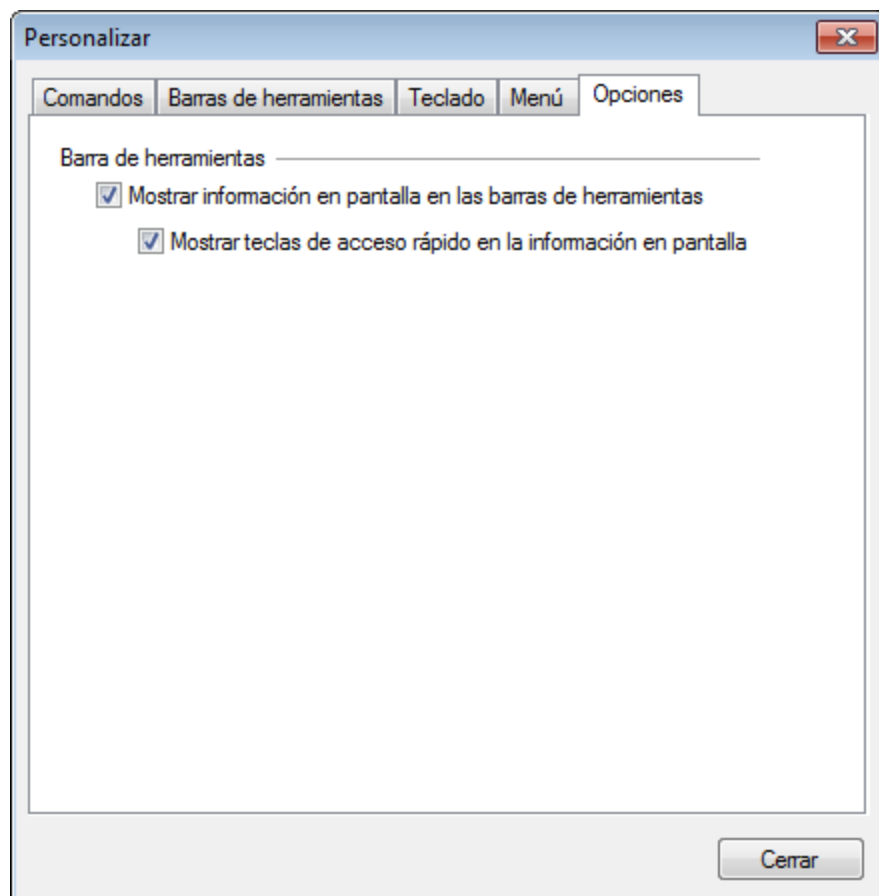 Personalizar
Comandos Barras de herramientas Teclado Menú Opciones
Barra de herramientas
Mostrar información en pantalla en las barras de herramientas
Mostrar teclas de acceso rápido en la información en pantalla
Cerrar